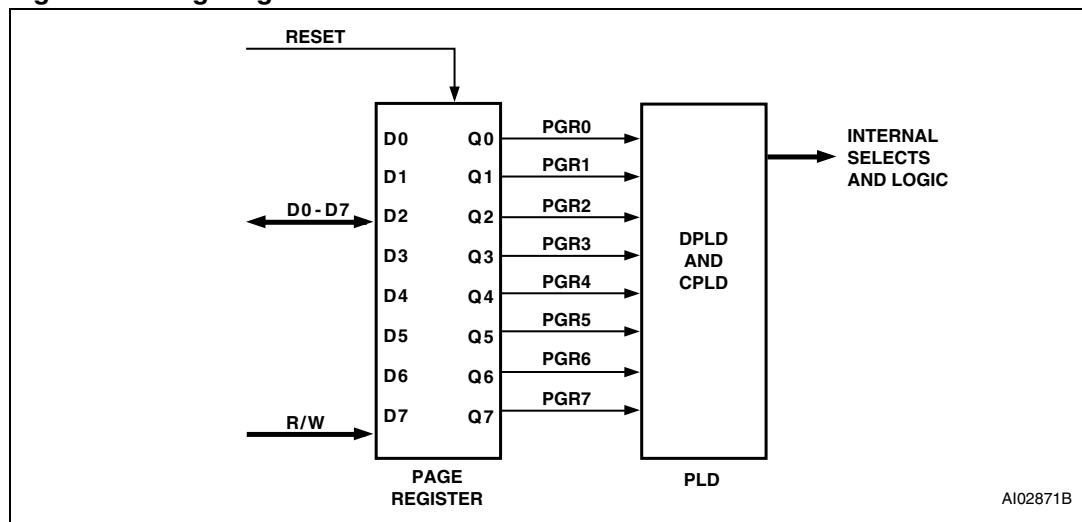 RESET
D0 Q0 PGR0
D1 Q1 PGR1
D0-D7 D2 Q2 PGR2
D3 Q3 PGR3
D4 Q4 PGR4
D5 Q5 PGR5
D6 Q6 PGR6
R/W D7 Q7 PGR7
DPLD
AND
CPLD
INTERNAL
SELECTS
AND LOGIC
PAGE
REGISTER
PLD
AI02871B